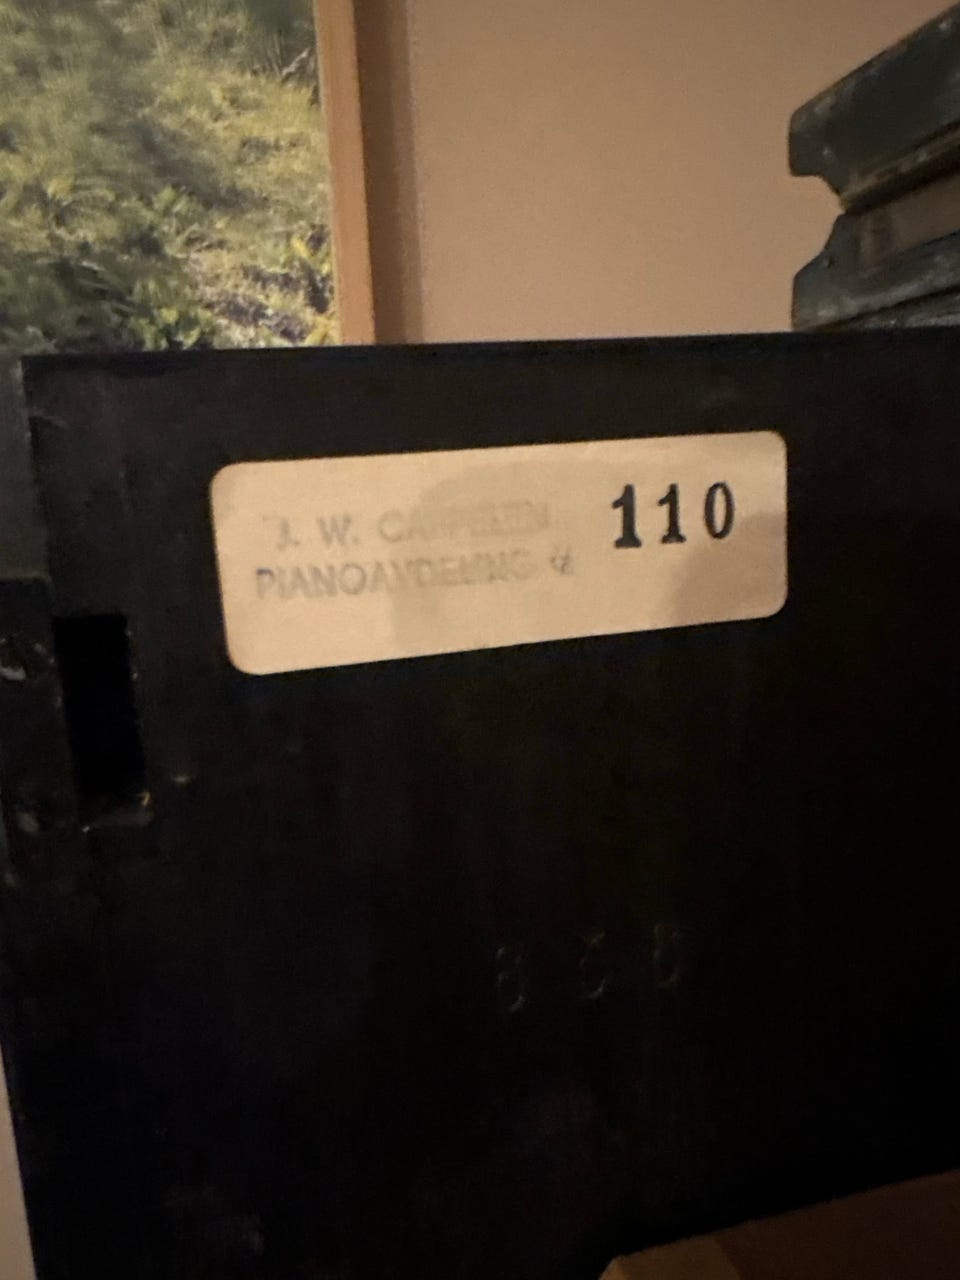 J. W. CAPPELEN 110
PIANOAVDELING